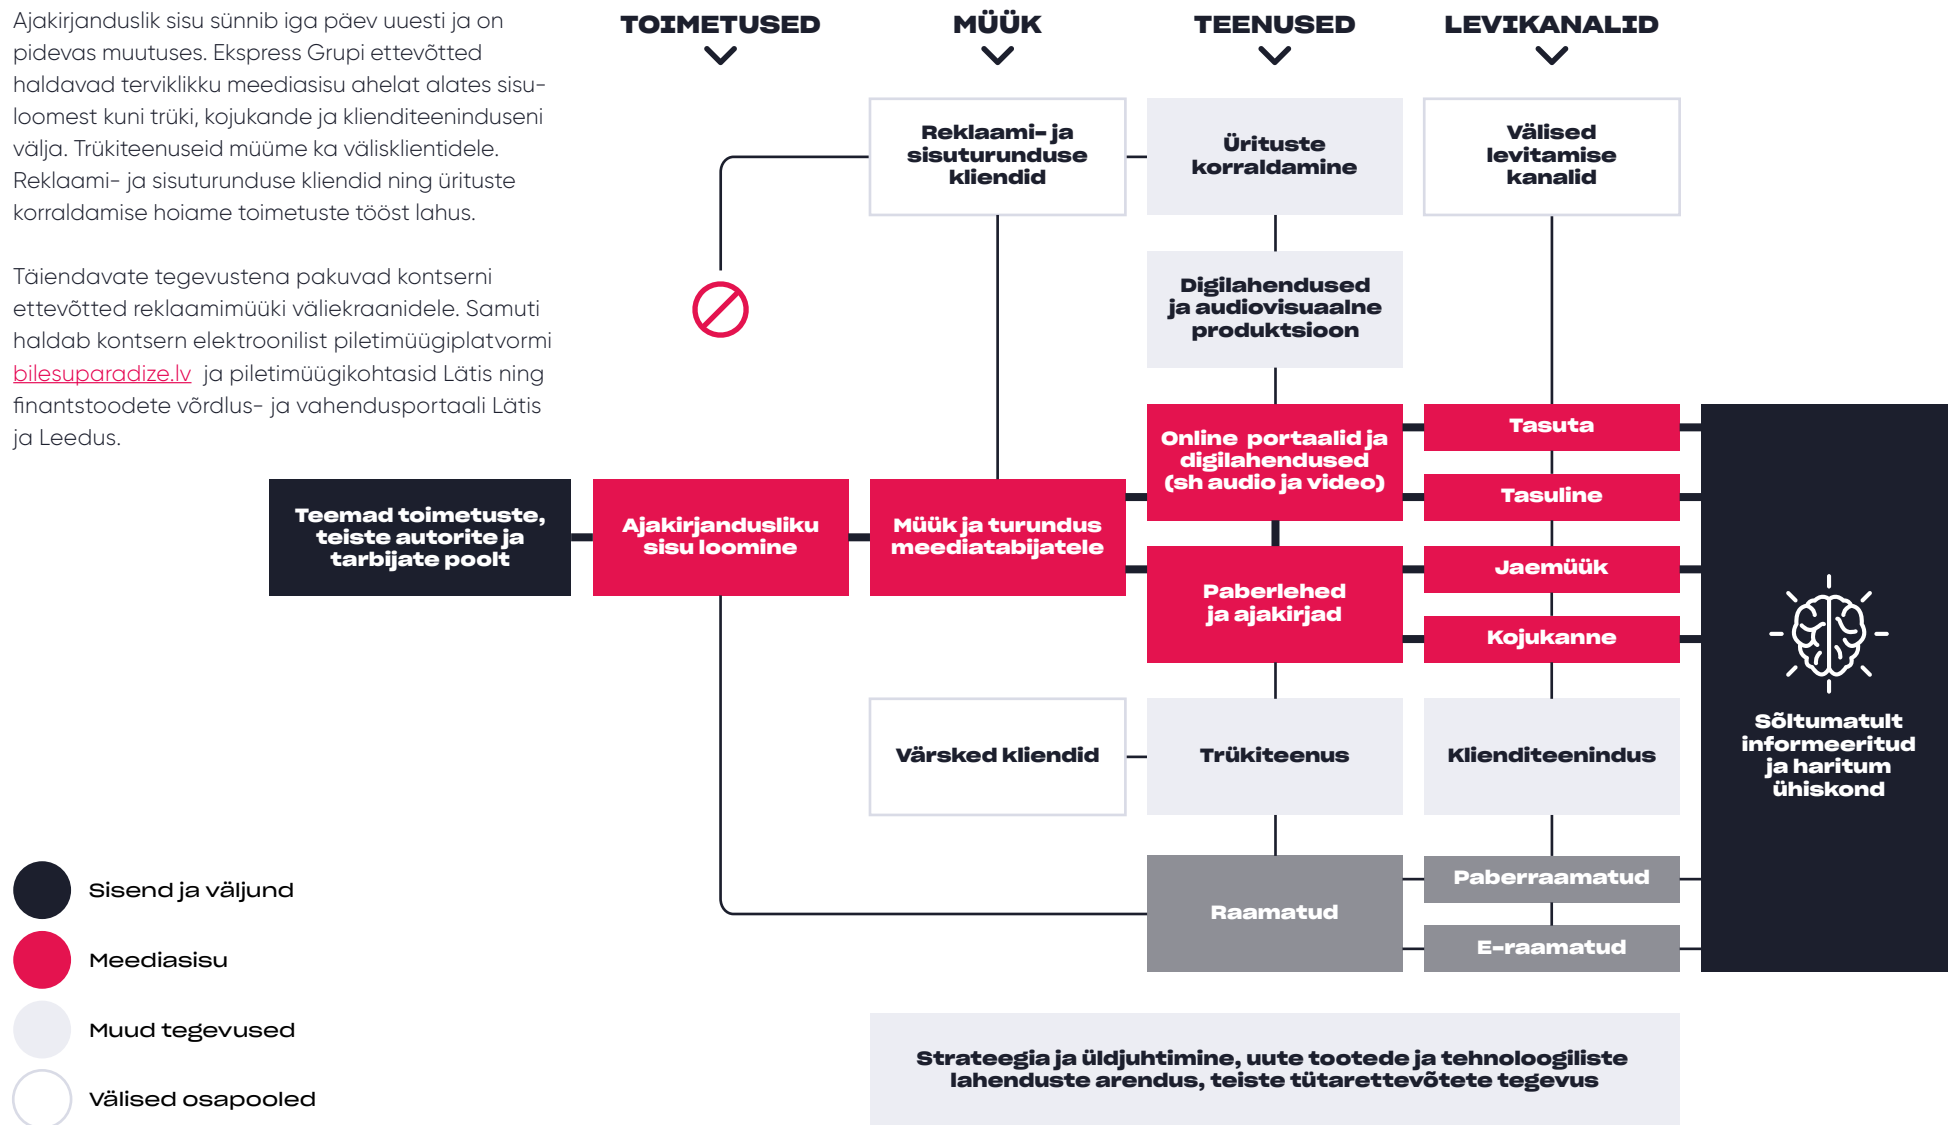 Ajakirjanduslik sisu sünnib iga päev uuesti ja on
pidevas muutuses. Ekspress Grupi ettevõtted
haldavad terviklikku meediasisu ahelat alates sisu-
loomest kuni trüki, kojukande ja klienditeeninduseni
välja. Trükiteenuseid müüme ka välisklientidele.
Reklaami- ja sisuturunduse kliendid ning ürituste
korraldamise hoiame toimetuste tööst lahus.
Täiendavate tegevustena pakuvad kontserni
ettevõtted reklaamimüüki väliekraanidele. Samuti
haldab kontsern elektroonilist piletimüügiplatvormi
bilesuparadize.lv ja piletimüügikohtasid Lätis ning
finantstoodete võrdlus- ja vahendusportaali Lätis
ja Leedus.
TOIMETUSED
MÜÜK
TEENUSED
LEVIKANALID
Reklaami- ja
sisuturunduse
kliendid
Ürituste
korraldamine
Välised
levitamise
kanalid
Digilahendused
ja audiovisuaalne
produktsioon
Teemad toimetuste,
teiste autorite ja
tarbijate poolt
Ajakirjandusliku
sisu loomine
Müük ja turundus
meediatabijatele
Online portaalid ja
digilahendused
(sh audio ja video)
Paberlehed
ja ajakirjad
Tasuta
Tasuline
Jaemüük
Kojukanne
Sõltumatult
informeeritud
ja haritum
ühiskond
Värsked kliendid
Trükiteenus
Klienditeenindus
Raamatud
Paberraamatud
E-raamatud
Strateegia ja üldjuhtimine, uute tootede ja tehnoloogiliste
lahenduste arendus, teiste tütarettevõtete tegevus
Sisend ja väljund
Meediasisu
Muud tegevused
Välised osapooled